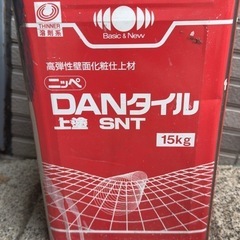 THINNER
溶剤系
Basic & New
高弾性壁面化粧仕上材
ニッペ
DANタイル
上塗 SNT
15kg